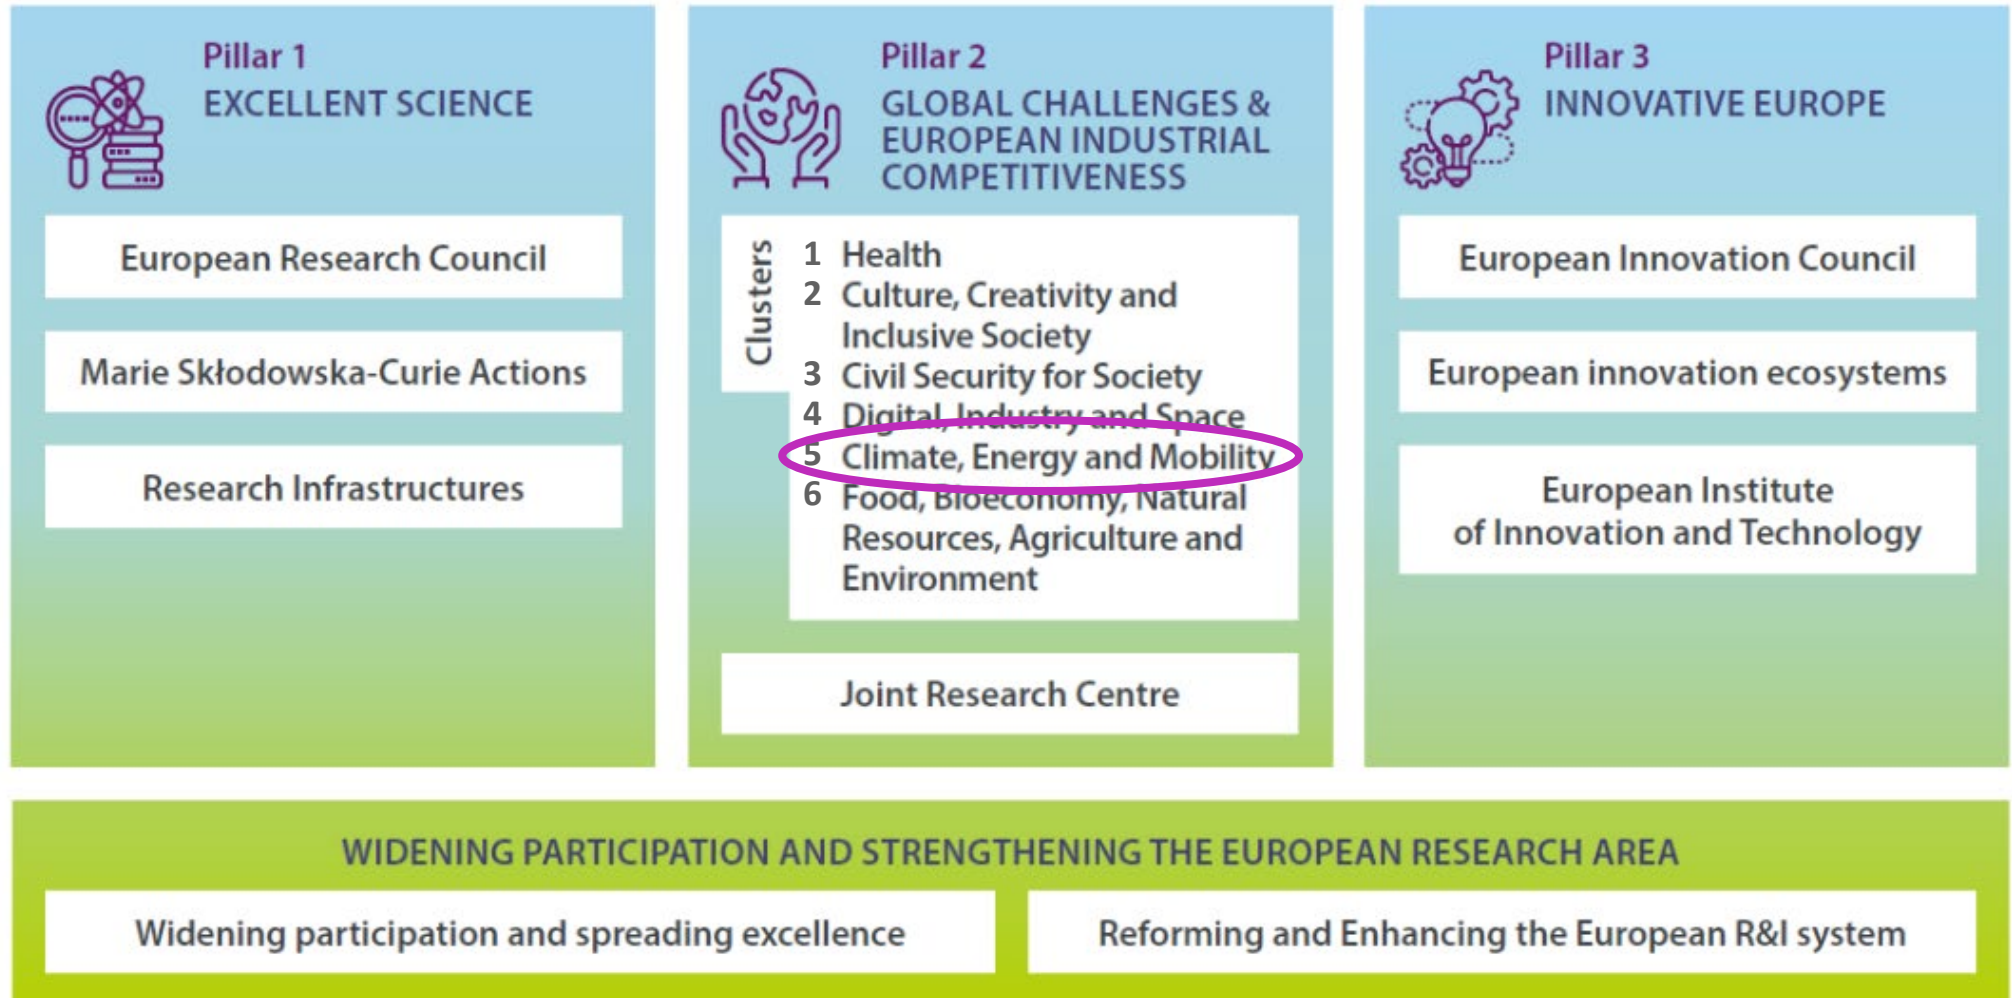 Pillar 1
EXCELLENT SCIENCE
European Research Council
Marie Skłodowska-Curie Actions
Research Infrastructures
Pillar 2
GLOBAL CHALLENGES &
EUROPEAN INDUSTRIAL
COMPETITIVENESS
Clusters
1 Health
2 Culture, Creativity and
Inclusive Society
3 Civil Security for Society
4 Digital, Industry and Space
5 Climate, Energy and Mobility
6 Food, Bioeconomy, Natural
Resources, Agriculture and
Environment
Joint Research Centre
Pillar 3
INNOVATIVE EUROPE
European Innovation Council
European innovation ecosystems
European Institute
of Innovation and Technology
WIDENING PARTICIPATION AND STRENGTHENING THE EUROPEAN RESEARCH AREA
Widening participation and spreading excellence
Reforming and Enhancing the European R&I system